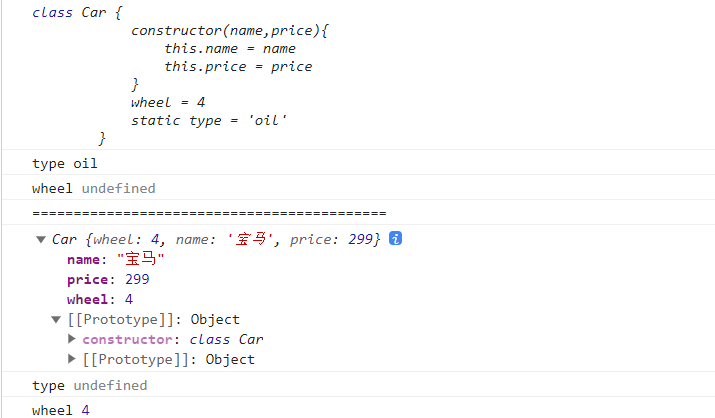 class Car {
constructor(name,price){
this.name = name
this.price = price
}
wheel = 4
static type = 'oil'
}
type oil
wheel undefined
===========================================
Car {wheel: 4, name: '宝马', price: 299} i
name: "宝马"
price: 299
wheel: 4
[[Prototype]]: Object
constructor: class Car
[[Prototype]]: Object
type undefined
wheel 4